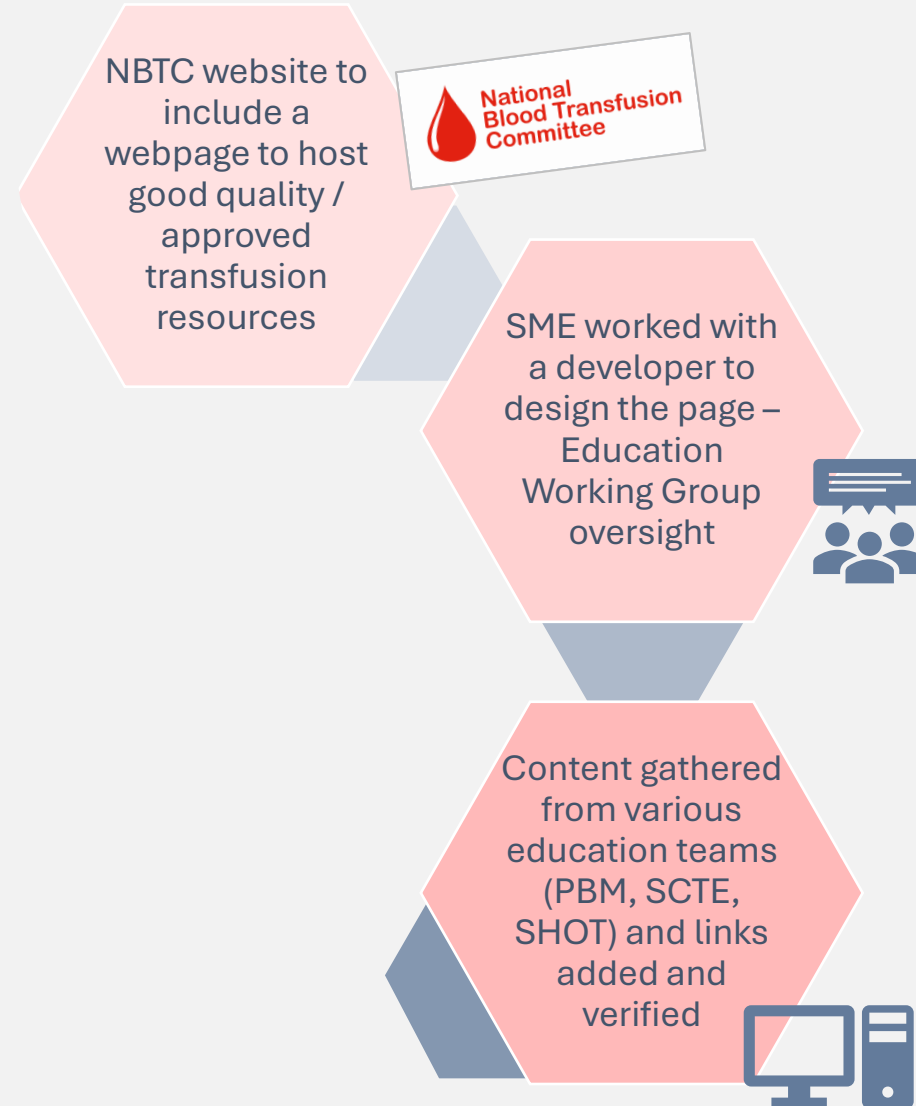 NBTC website to
include a
webpage to host
good quality /
approved
transfusion
resources
National
Blood Transfusion
Committee
SME worked with
a developer to
design the page –
Education
Working Group
oversight
Content gathered
from various
education teams
(PBM, SCTE,
SHOT) and links
added and
verified